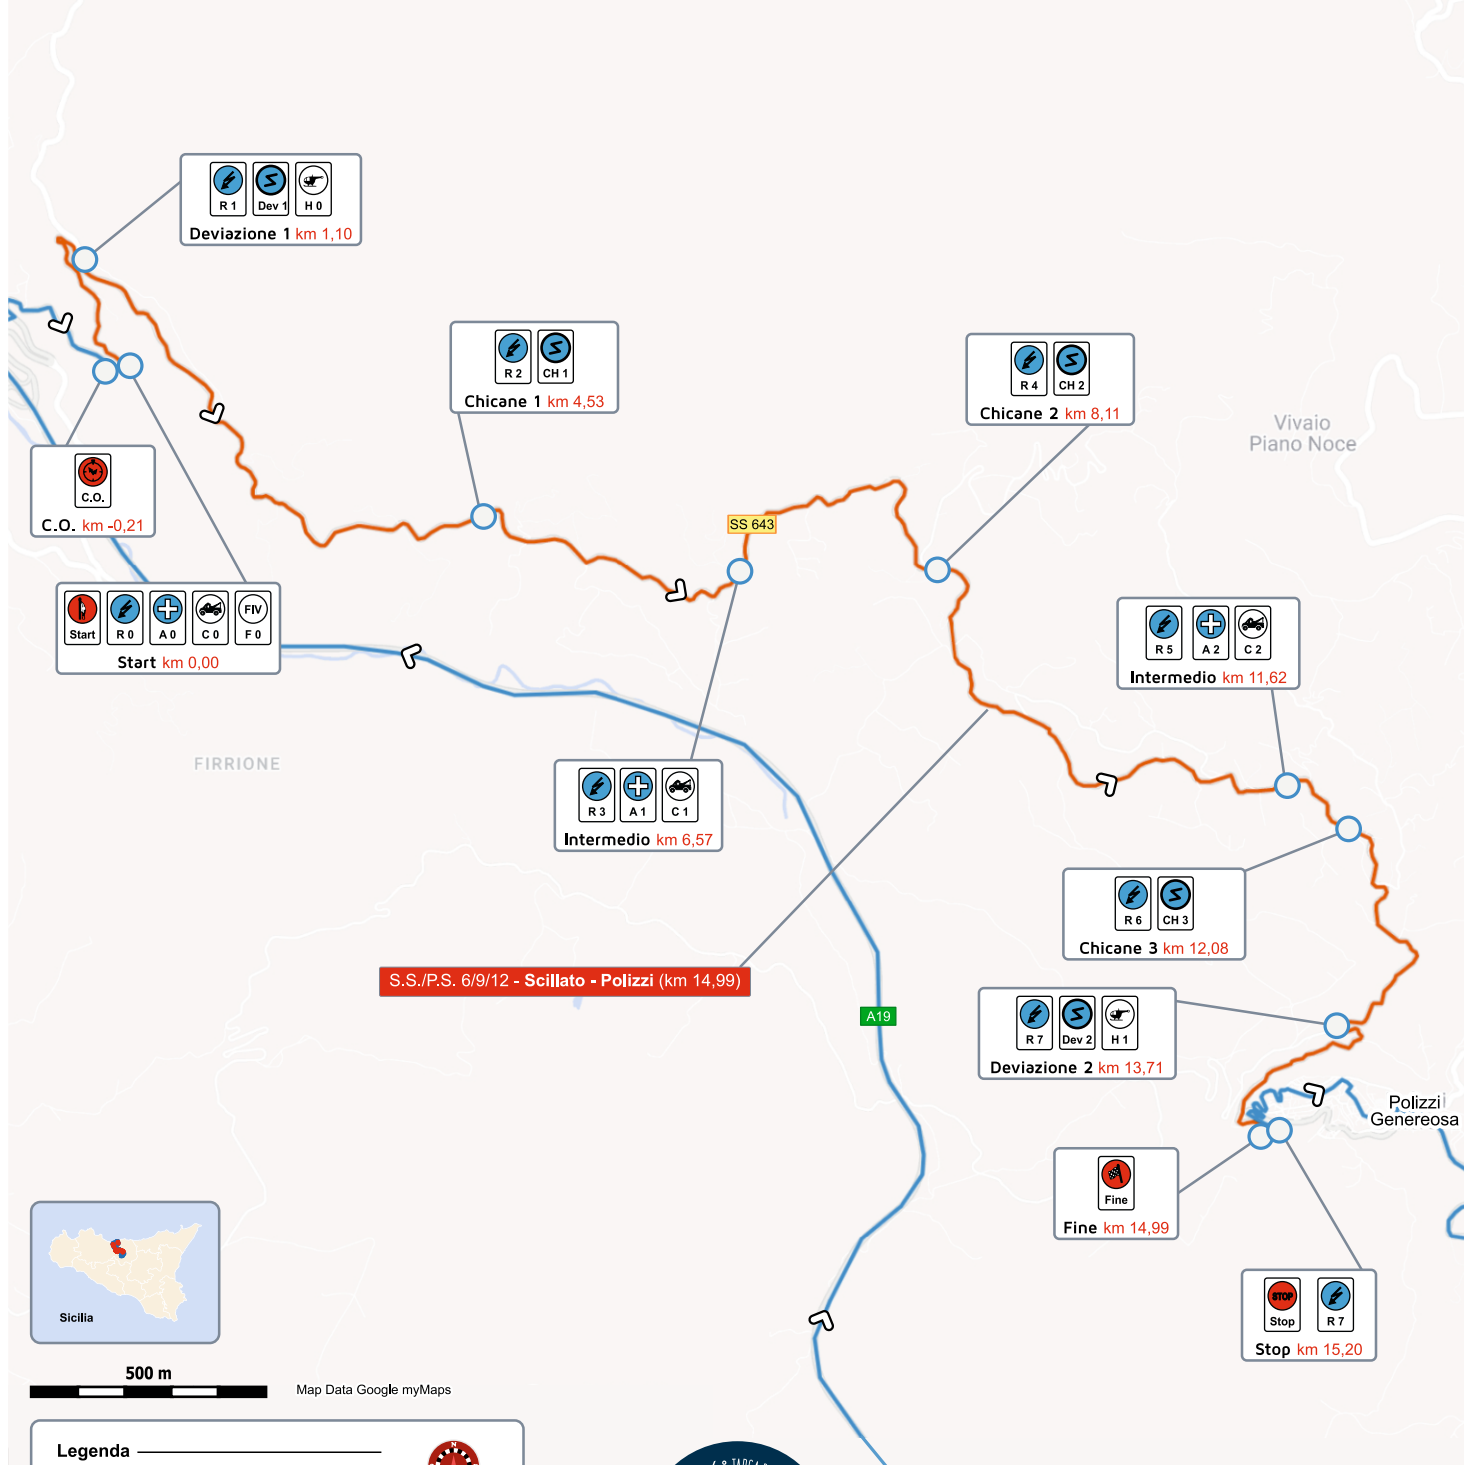 R 1 Dev 1 H 0
Deviazione 1 km 1,10
R 2 CH 1
Chicane 1 km 4,53
R 4 CH 2
Chicane 2 km 8,11
Vivaio
Piano Noce
C.O.
C.O. km -0,21
SS 643
Start R 0 A 0 C 0 FIV F 0
Start km 0,00
R 5 A 2 C 2
Intermedio km 11,62
FIRRIONE
R 3 A 1 C 1
Intermedio km 6,57
R 6 CH 3
Chicane 3 km 12,08
S.S./P.S. 6/9/12 - Scillato - Polizzi (km 14,99)
A19
R 7 Dev 2 H 1
Deviazione 2 km 13,71
Polizzi
Genereosa
Fine
Fine km 14,99
STOP
Stop R 7
Stop km 15,20
Sicilia
500 m
Map Data Google myMaps
Legenda
N